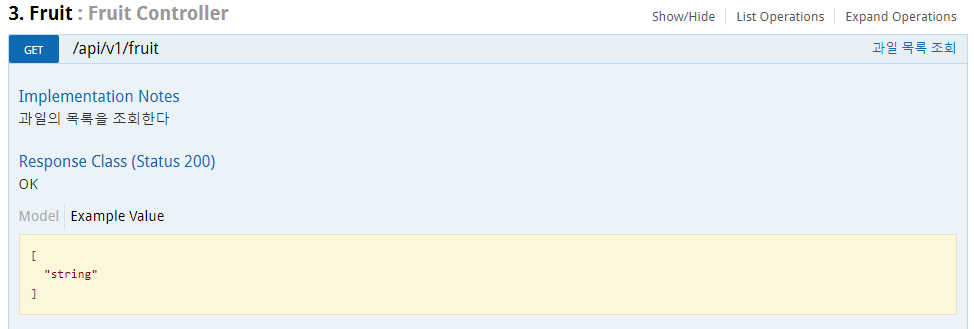 3. Fruit : Fruit Controller
Show/Hide List Operations Expand Operations
GET /api/v1/fruit 과일 목록 조회
Implementation Notes
과일의 목록을 조회한다
Response Class (Status 200)
OK
Model Example Value
[
  "string"
]